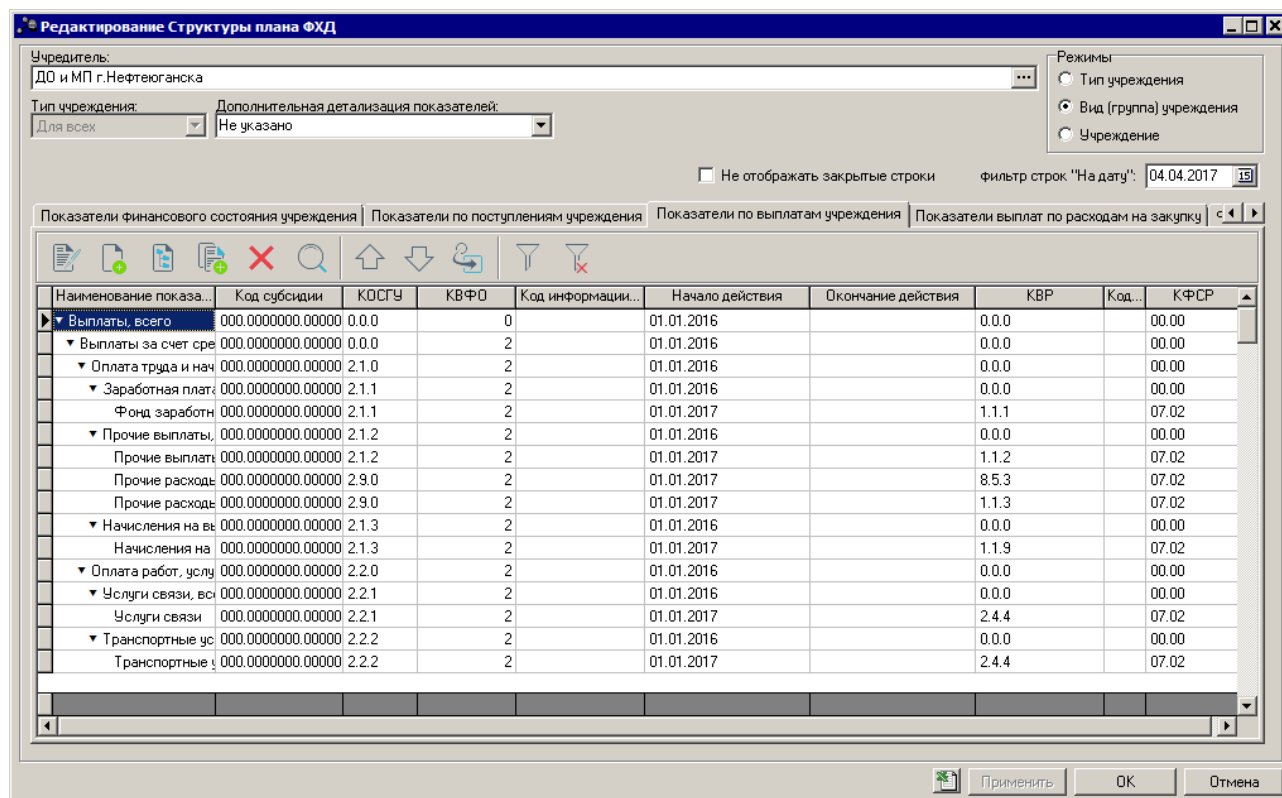 Редактирование Структуры плана ФХД
Учредитель:
ДО и МП г.Нефтеюганска
Режимы
Тип учреждения
Вид (группа) учреждения
Учреждение
Тип учреждения: Дополнительная детализация показателей:
Для всех Не указано
Не отображать закрытые строки фильтр строк "На дату": 04.04.2017 15
Показатели финансового состояния учреждения Показатели по поступлениям учреждения Показатели по выплатам учреждения Показатели выплат по расходам на закупку
Наименование показа... Код субсидии КОСГУ КВФО Код информации... Начало действия Окончание действия КВР Код... КФСР
Выплаты, всего 000.0000000.00000 0.0.0 0 01.01.2016 0.0.0 00.00
Выплаты за счет сре 000.0000000.00000 0.0.0 2 01.01.2016 0.0.0 00.00
Оплата труда и нач 000.0000000.00000 2.1.0 2 01.01.2016 0.0.0 00.00
Заработная плата 000.0000000.00000 2.1.1 2 01.01.2016 0.0.0 00.00
Фонд заработн 000.0000000.00000 2.1.1 2 01.01.2017 1.1.1 07.02
Прочие выплаты, 000.0000000.00000 2.1.2 2 01.01.2016 0.0.0 00.00
Прочие выплаты 000.0000000.00000 2.1.2 2 01.01.2017 1.1.2 07.02
Прочие расходы 000.0000000.00000 2.9.0 2 01.01.2017 8.5.3 07.02
Прочие расходы 000.0000000.00000 2.9.0 2 01.01.2017 1.1.3 07.02
Начисления на вы 000.0000000.00000 2.1.3 2 01.01.2016 0.0.0 00.00
Начисления на 000.0000000.00000 2.1.3 2 01.01.2017 1.1.9 07.02
Оплата работ, услу 000.0000000.00000 2.2.0 2 01.01.2016 0.0.0 00.00
Услуги связи, все 000.0000000.00000 2.2.1 2 01.01.2016 0.0.0 00.00
Услуги связи 000.0000000.00000 2.2.1 2 01.01.2017 2.4.4 07.02
Транспортные ус 000.0000000.00000 2.2.2 2 01.01.2016 0.0.0 00.00
Транспортные у 000.0000000.00000 2.2.2 2 01.01.2017 2.4.4 07.02
Применить OK Отмена